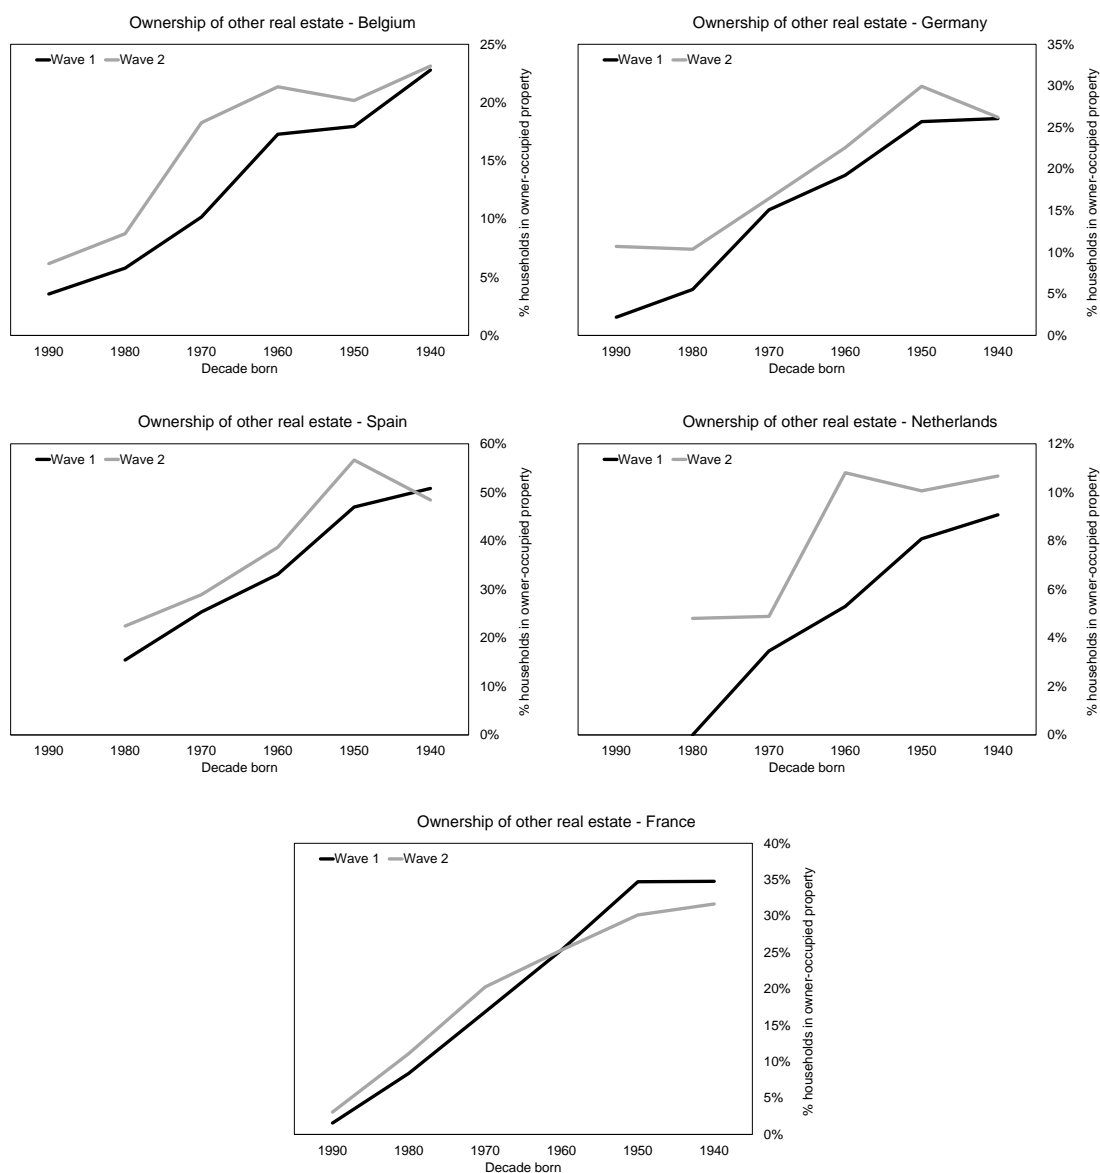 Ownership of other real estate - Belgium
Wave 1 Wave 2
25%
20%
15%
10%
5%
0%
% households in owner-occupied property
1990 1980 1970 1960 1950 1940
Decade born
Ownership of other real estate - Germany
Wave 1 Wave 2
35%
30%
25%
20%
15%
10%
5%
0%
% households in owner-occupied property
1990 1980 1970 1960 1950 1940
Decade born
Ownership of other real estate - Spain
Wave 1 Wave 2
60%
50%
40%
30%
20%
10%
0%
% households in owner-occupied property
1990 1980 1970 1960 1950 1940
Decade born
Ownership of other real estate - Netherlands
Wave 1 Wave 2
12%
10%
8%
6%
4%
2%
0%
% households in owner-occupied property
1990 1980 1970 1960 1950 1940
Decade born
Ownership of other real estate - France
Wave 1 Wave 2
40%
35%
30%
25%
20%
15%
10%
5%
0%
% households in owner-occupied property
1990 1980 1970 1960 1950 1940
Decade born